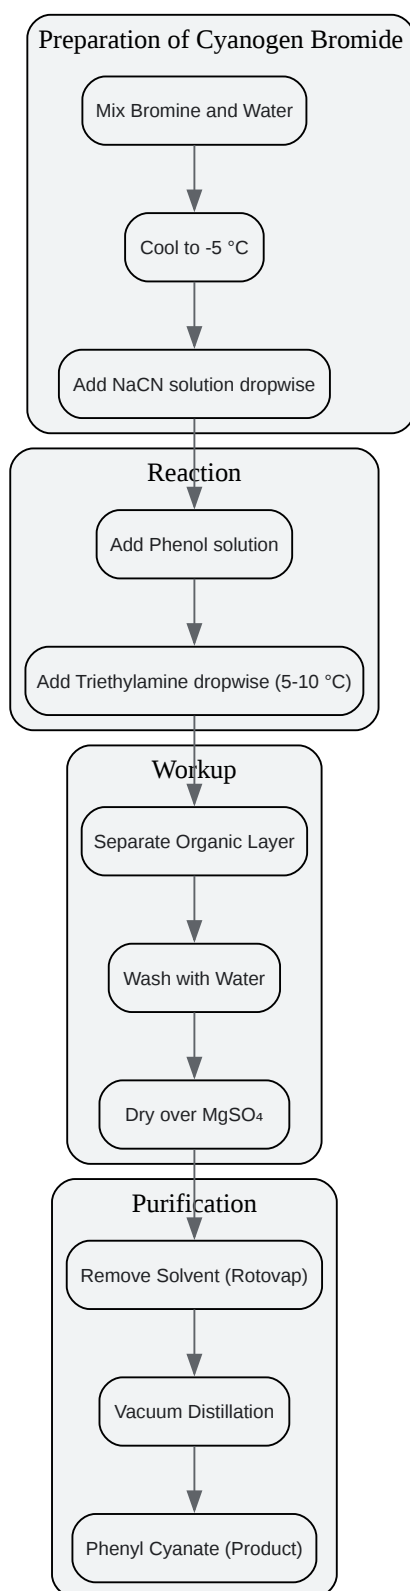 Preparation of Cyanogen Bromide
Mix Bromine and Water
Cool to -5 °C
Add NaCN solution dropwise
Reaction
Add Phenol solution
Add Triethylamine dropwise (5-10 °C)
Workup
Separate Organic Layer
Wash with Water
Dry over MgSO₄
Purification
Remove Solvent (Rotovap)
Vacuum Distillation
Phenyl Cyanate (Product)